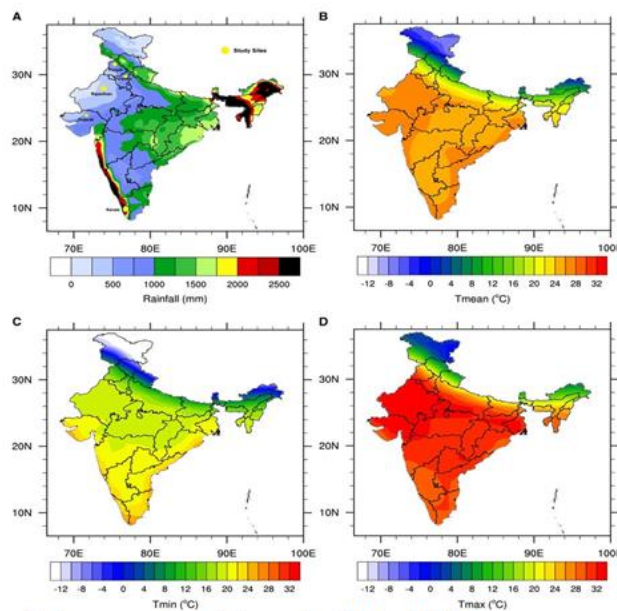 A
Study Sites
Rajasthan
Kerala
30N
20N
10N
70E 80E 90E 100E
0 500 1000 1500 2000 2500
Rainfall (mm)
B
30N
20N
10N
70E 80E 90E 100E
-12 -8 -4 0 4 8 12 16 20 24 28 32
Tmean (°C)
C
30N
20N
10N
70E 80E 90E 100E
-12 -8 -4 0 4 8 12 16 20 24 28 32
Tmin (°C)
D
30N
20N
10N
70E 80E 90E 100E
-12 -8 -4 0 4 8 12 16 20 24 28 32
Tmax (°C)